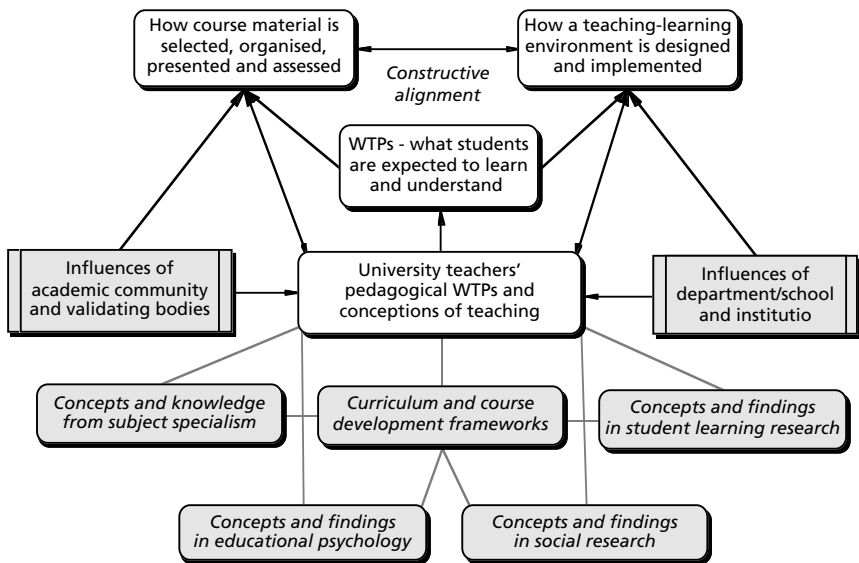 How course material is
selected, organised,
presented and assessed
How a teaching-learning
environment is designed
and implemented
Constructive
alignment
WTPs - what students
are expected to learn
and understand
Influences of
academic community
and validating bodies
University teachers’
pedagogical WTPs and
conceptions of teaching
Influences of
department/school
and institutio
Concepts and knowledge
from subject specialism
Curriculum and course
development frameworks
Concepts and findings
in student learning research
Concepts and findings
in educational psychology
Concepts and findings
in social research